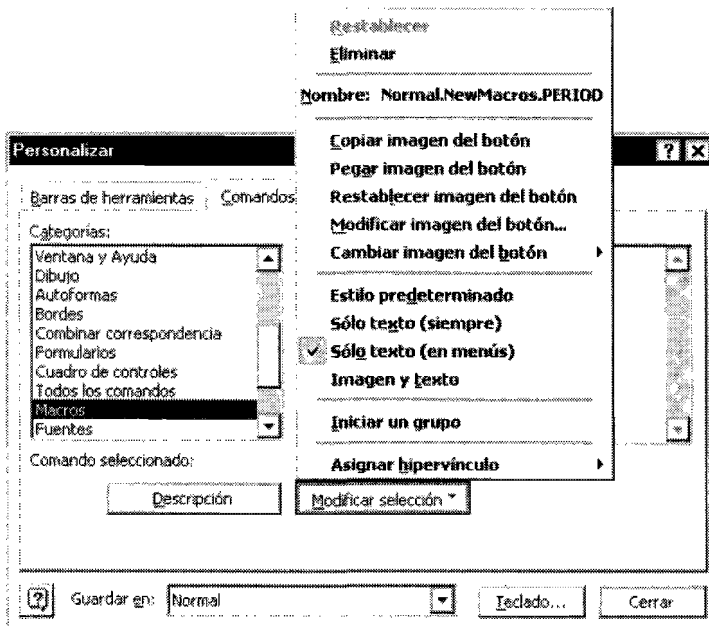 Restablecer
Eliminar
Nombre: Normal.NewMacros.PERIOD
Copiar imagen del botón
Pegar imagen del botón
Restablecer imagen del botón
Modificar imagen del botón...
Cambiar imagen del botón
Estilo predeterminado
Sólo texto (siempre)
Sólo texto (en menús)
Imagen y texto
Iniciar un grupo
Asignar hipervínculo
Personalizar
Barras de herramientas Comandos
Categorías:
Ventana y Ayuda
Dibujo
Autoformas
Bordes
Combinar correspondencia
Formularios
Cuadro de controles
Todos los comandos
Macros
Fuentes
Comando seleccionado:
Descripción Modificar selección
Guardar en: Normal Teclado... Cerrar